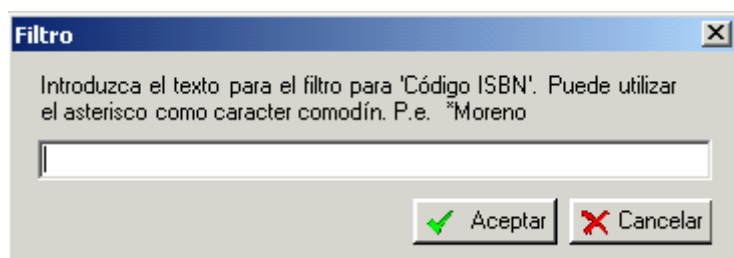 Filtro
Introduzca el texto para el filtro para 'Código ISBN'. Puede utilizar
el asterisco como caracter comodín. P.e. *Moreno
Aceptar Cancelar